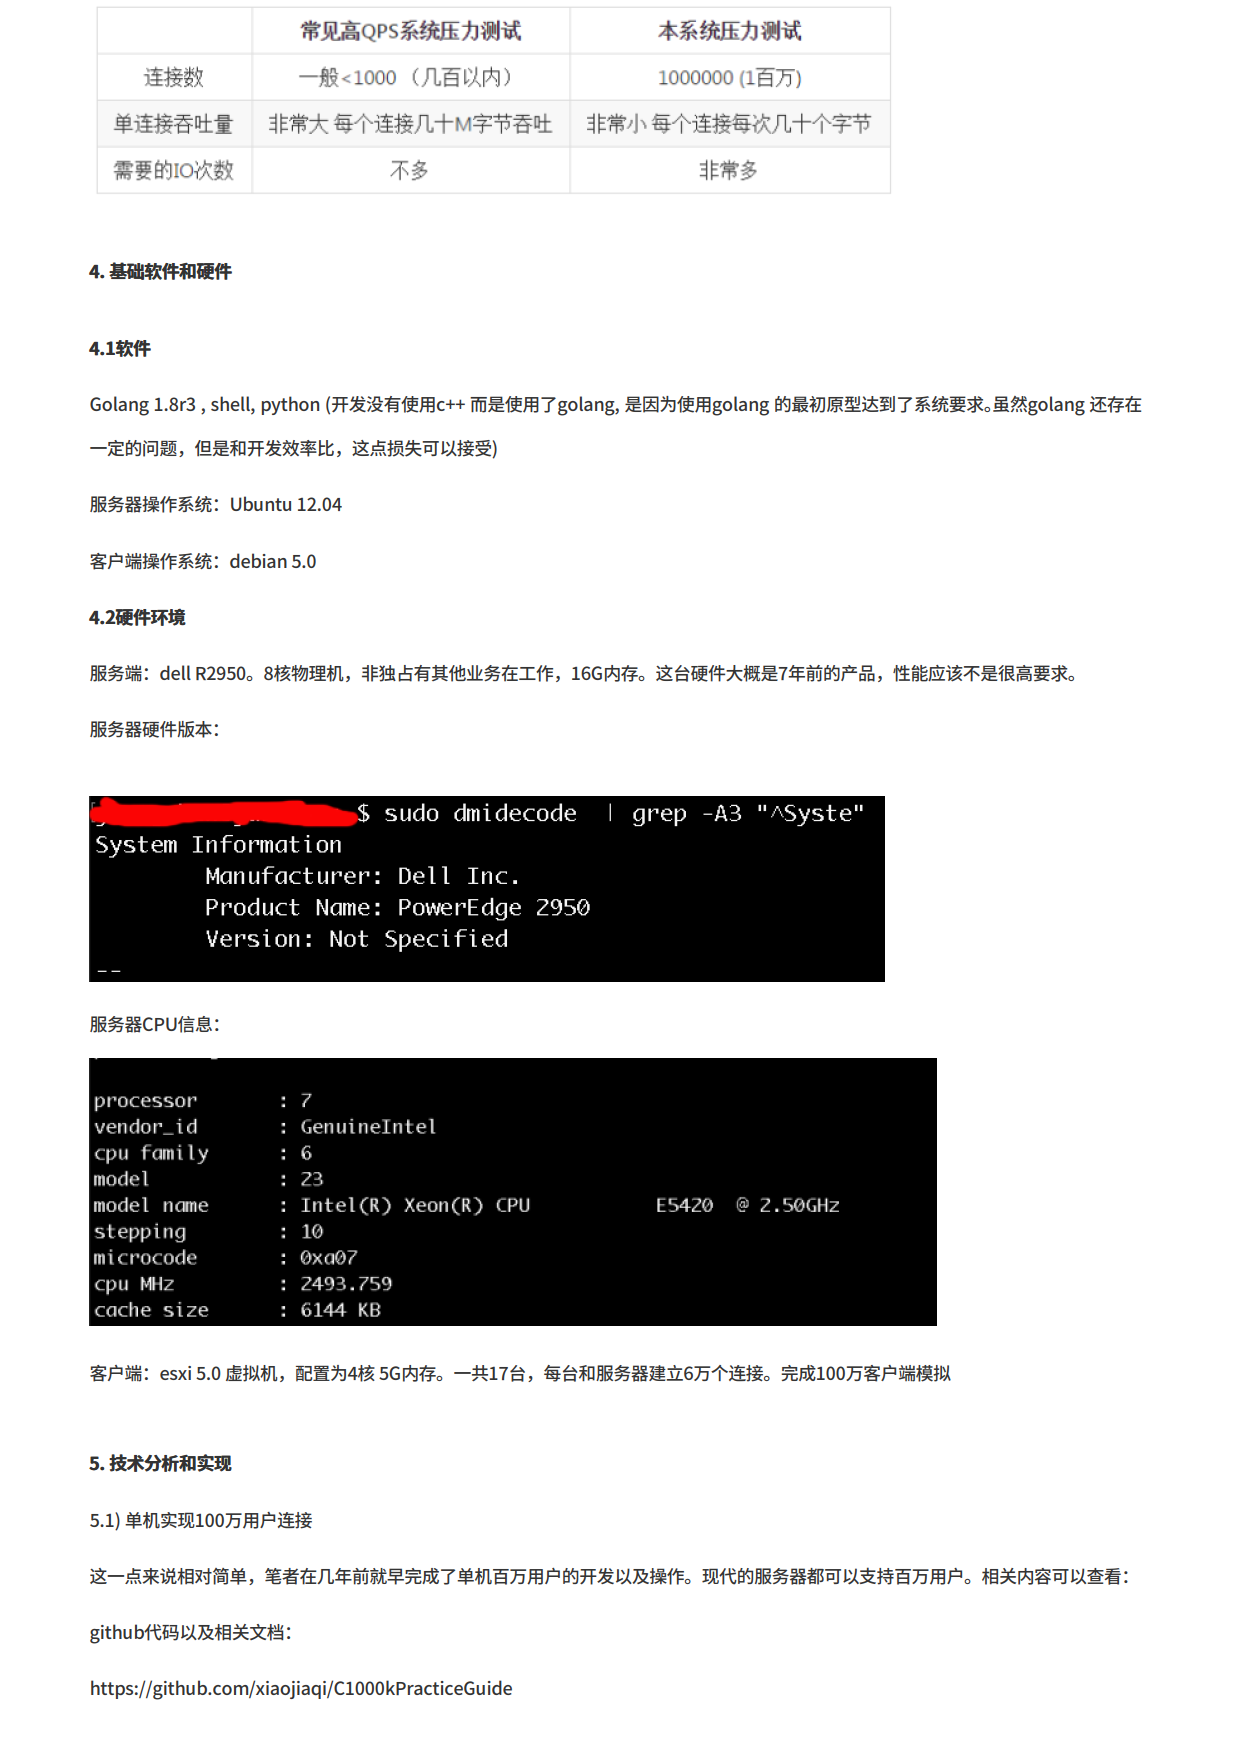 常见高QPS系统压力测试 本系统压力测试
连接数 一般<1000 （几百以内） 1000000 (1百万)
单连接吞吐量 非常大 每个连接几十M字节吞吐 非常小 每个连接每次几十个字节
需要的IO次数 不多 非常多
4. 基础软件和硬件
4.1软件
Golang 1.8r3 , shell, python (开发没有使用c++ 而是使用了golang, 是因为使用golang 的最初原型达到了系统要求。虽然golang 还存在
一定的问题，但是和开发效率比，这点损失可以接受)
服务器操作系统：Ubuntu 12.04
客户端操作系统：debian 5.0
4.2硬件环境
服务端：dell R2950。8核物理机，非独占有其他业务在工作，16G内存。这台硬件大概是7年前的产品，性能应该不是很高要求。
服务器硬件版本：
$ sudo dmidecode | grep -A3 "^Syste"
System Information
Manufacturer: Dell Inc.
Product Name: PowerEdge 2950
Version: Not Specified
--
服务器CPU信息：
processor : 7
vendor_id : GenuineIntel
cpu family : 6
model : 23
model name : Intel(R) Xeon(R) CPU E5420 @ 2.50GHz
stepping : 10
microcode : 0xa07
cpu MHz : 2493.759
cache size : 6144 KB
客户端：esxi 5.0 虚拟机，配置为4核 5G内存。一共17台，每台和服务器建立6万个连接。完成100万客户端模拟
5. 技术分析和实现
5.1) 单机实现100万用户连接
这一点来说相对简单，笔者在几年前就早完成了单机百万用户的开发以及操作。现代的服务器都可以支持百万用户。相关内容可以查看：
github代码以及相关文档：
https://github.com/xiaojiaqi/C1000kPracticeGuide